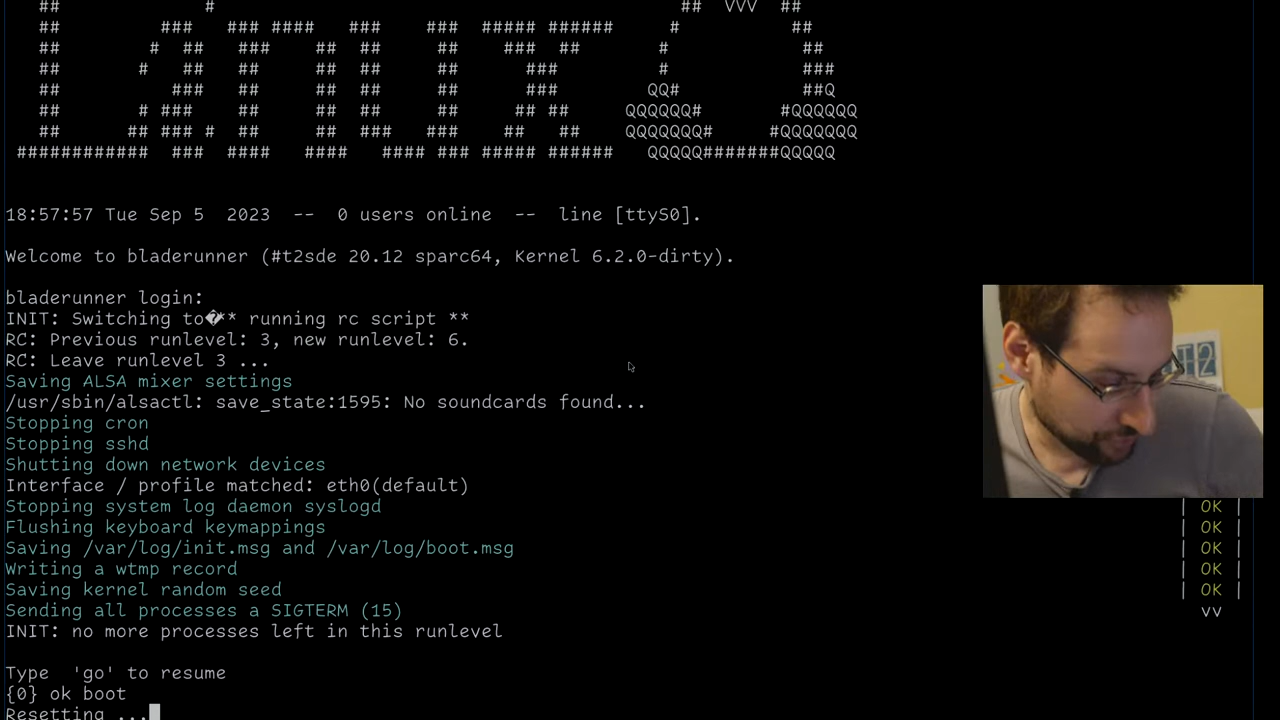 18:57:57 Tue Sep 5  2023  --  0 users online  --  line [ttyS0].
Welcome to bladerunner (#t2sde 20.12 sparc64, Kernel 6.2.0-dirty).
bladerunner login:
INIT: Switching to�** running rc script **
RC: Previous runlevel: 3, new runlevel: 6.
RC: Leave runlevel 3 ...
Saving ALSA mixer settings
/usr/sbin/alsactl: save_state:1595: No soundcards found...
Stopping cron
Stopping sshd
Shutting down network devices
Interface / profile matched: eth0(default)
Stopping system log daemon syslogd | OK |
Flushing keyboard keymappings | OK |
Saving /var/log/init.msg and /var/log/boot.msg | OK |
Writing a wtmp record | OK |
Saving kernel random seed | OK |
Sending all processes a SIGTERM (15) vv
INIT: no more processes left in this runlevel
Type  'go' to resume
{0} ok boot
Resetting ...